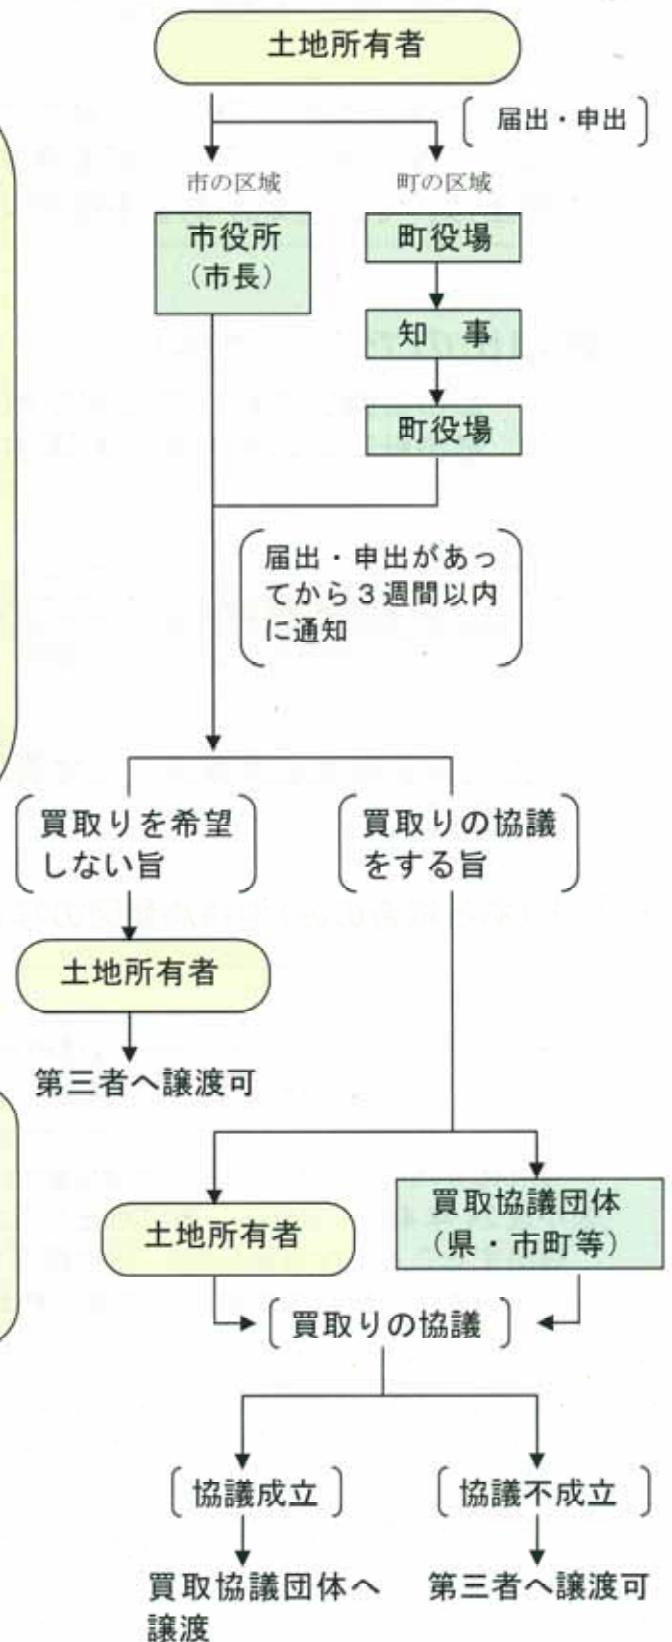 土地所有者
届出・申出
市の区域
町の区域
市役所
（市長）
町役場
知　事
町役場
届出・申出があっ
てから３週間以内
に通知
買取りを希望
しない旨
買取りの協議
をする旨
土地所有者
第三者へ譲渡可
土地所有者
買取協議団体
（県・市町等）
買取りの協議
協議成立
協議不成立
買取協議団体へ
譲渡
第三者へ譲渡可